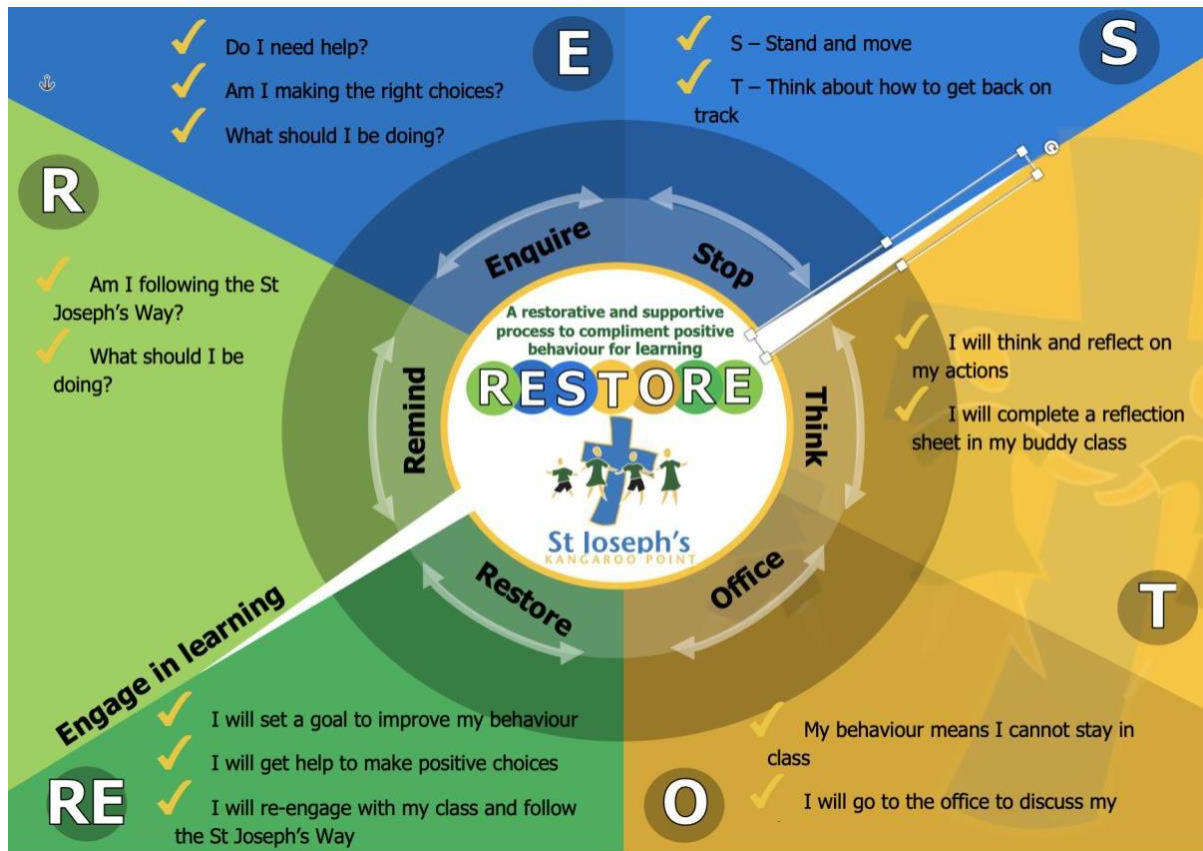 E
Do I need help?
Am I making the right choices?
What should I be doing?
S
S – Stand and move
T – Think about how to get back on
track
R
Am I following the St
Joseph's Way?
What should I be
doing?
Enquire
Stop
Remind
Think
Office
Restore
A restorative and supportive
process to compliment positive
behaviour for learning
RESTORE
St Joseph's
KANGAROO POINT
I will think and reflect on
my actions
I will complete a reflection
sheet in my buddy class
T
Engage in learning
RE
I will set a goal to improve my behaviour
I will get help to make positive choices
I will re-engage with my class and follow
the St Joseph's Way
O
My behaviour means I cannot stay in
class
I will go to the office to discuss my